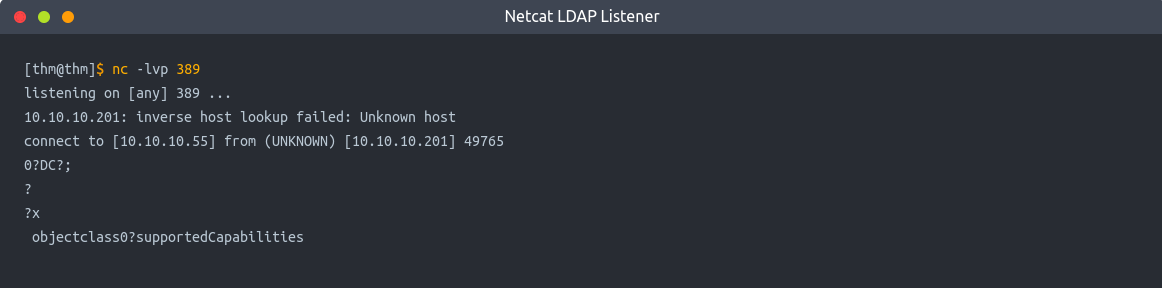 Netcat LDAP Listener
[thm@thm]$ nc -lvp 389
listening on [any] 389 ...
10.10.10.201: inverse host lookup failed: Unknown host
connect to [10.10.10.55] from (UNKNOWN) [10.10.10.201] 49765
0?DC?;
?
?x
objectclass0?supportedCapabilities